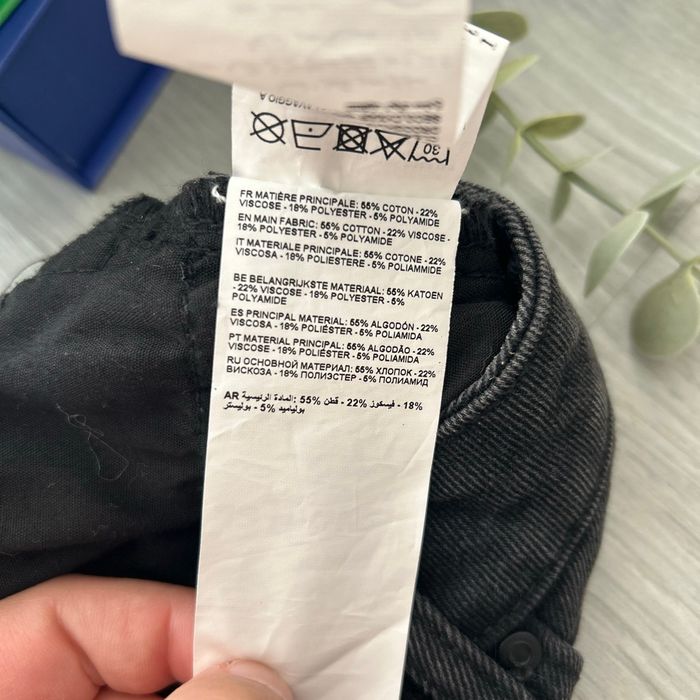 LAVAGGIO A
30
FR MATIÈRE PRINCIPALE: 55% COTON - 22%
VISCOSE - 18% POLYESTER - 5% POLYAMIDE
EN MAIN FABRIC: 55% COTTON - 22% VISCOSE -
18% POLYESTER - 5% POLYAMIDE
IT MATERIALE PRINCIPALE: 55% COTONE - 22%
VISCOSA - 18% POLIESTERE - 5% POLIAMMIDE
BE BELANGRIJKSTE MATERIAAL: 55% KATOEN
- 22% VISCOSE - 18% POLYESTER - 5%
POLYAMIDE
ES PRINCIPAL MATERIAL: 55% ALGODÓN - 22%
VISCOSA - 18% POLIÉSTER - 5% POLIAMIDA
PT MATERIAL PRINCIPAL: 55% ALGODÃO - 22%
VISCOSE - 18% POLIÉSTER - 5% POLIAMIDA
RU ОСНОВНОЙ МАТЕРИАЛ: 55% ХЛОПОК - 22%
ВИСКОЗА - 18% ПОЛИЭСТЕР - 5% ПОЛИАМИД
AR المادة الرئيسية: 55% قطن - 22% فيسكوز - 18%
بوليستر - 5% بولياميد